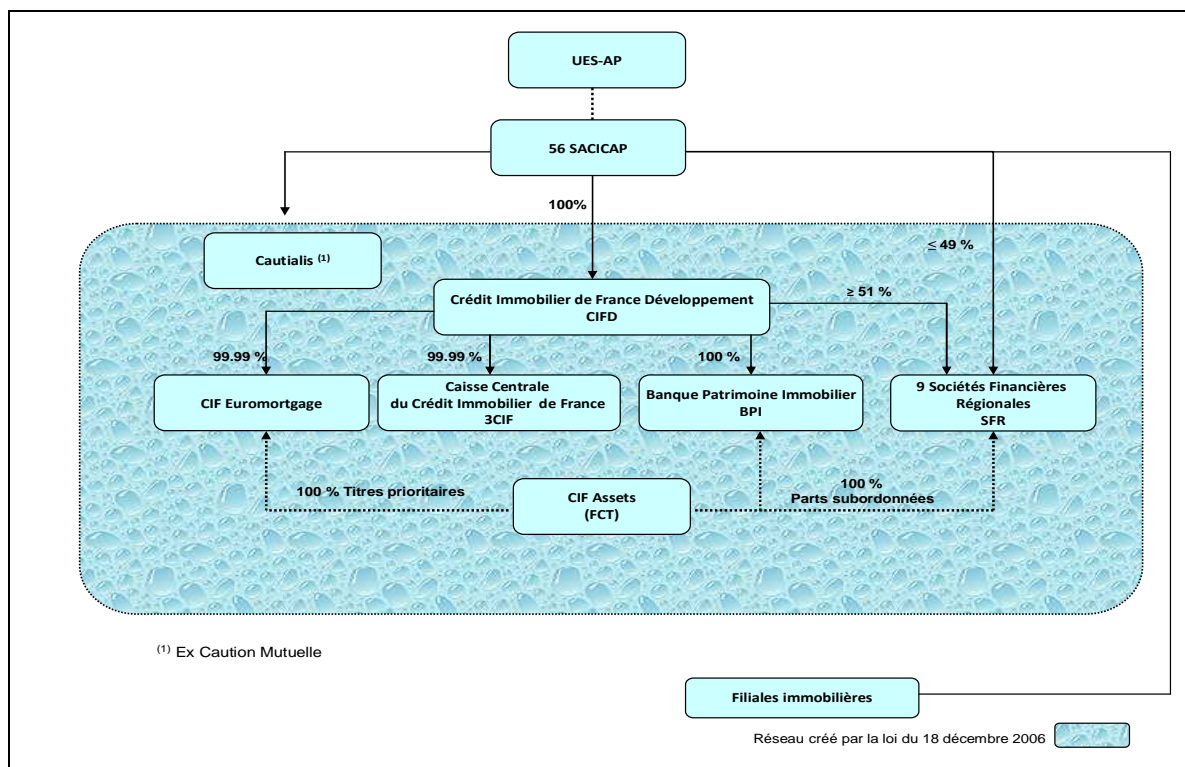 UES-AP
56 SACICAP
100%
≤ 49 %
Cautialis (1)
≥ 51 %
Crédit Immobilier de France Développement
CIFD
99.99 %
99.99 %
100 %
CIF Euromortgage
Caisse Centrale
du Crédit Immobilier de France
3CIF
Banque Patrimoine Immobilier
BPI
9 Sociétés Financières
Régionales
SFR
100 % Titres prioritaires
CIF Assets
(FCT)
100 %
Parts subordonnées
(1) Ex Caution Mutuelle
Filiales immobilières
Réseau créé par la loi du 18 décembre 2006